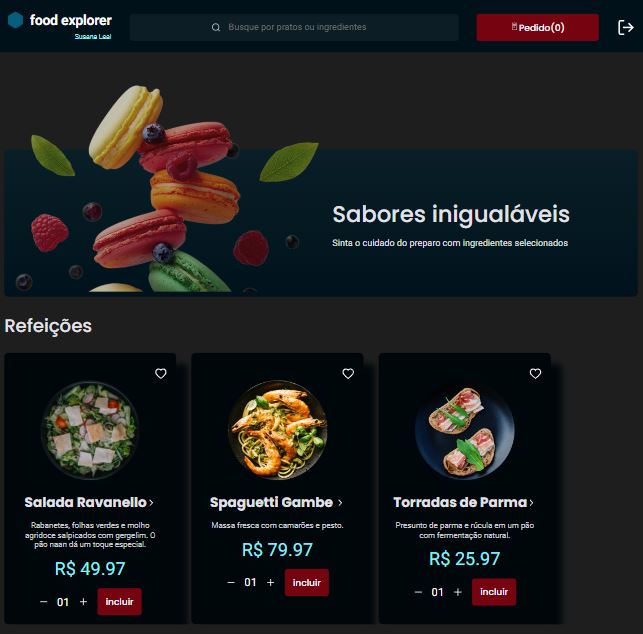 food explorer
Susana Leal
Busque por pratos ou ingredientes
Pedido(0)
Sabores inigualáveis
Sinta o cuidado do preparo com ingredientes selecionados
Refeições
Salada Ravanello >
Rabanetes, folhas verdes e molho
agridoce salpicados com gergelim. O
pão naan dá um toque especial.
R$ 49.97
− 01 + incluir
Spaguetti Gambe >
Massa fresca com camarões e pesto.
R$ 79.97
− 01 + incluir
Torradas de Parma >
Presunto de parma e rúcula em um pão
com fermentação natural.
R$ 25.97
− 01 + incluir